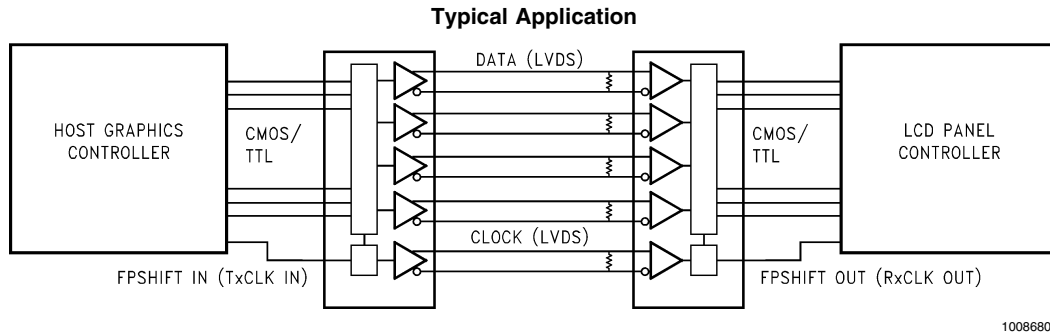 Typical Application
DATA (LVDS)
HOST GRAPHICS
CONTROLLER
CMOS/
TTL
CMOS/
TTL
LCD PANEL
CONTROLLER
CLOCK (LVDS)
FPSHIFT IN (TxCLK IN)
FPSHIFT OUT (RxCLK OUT)
1008680